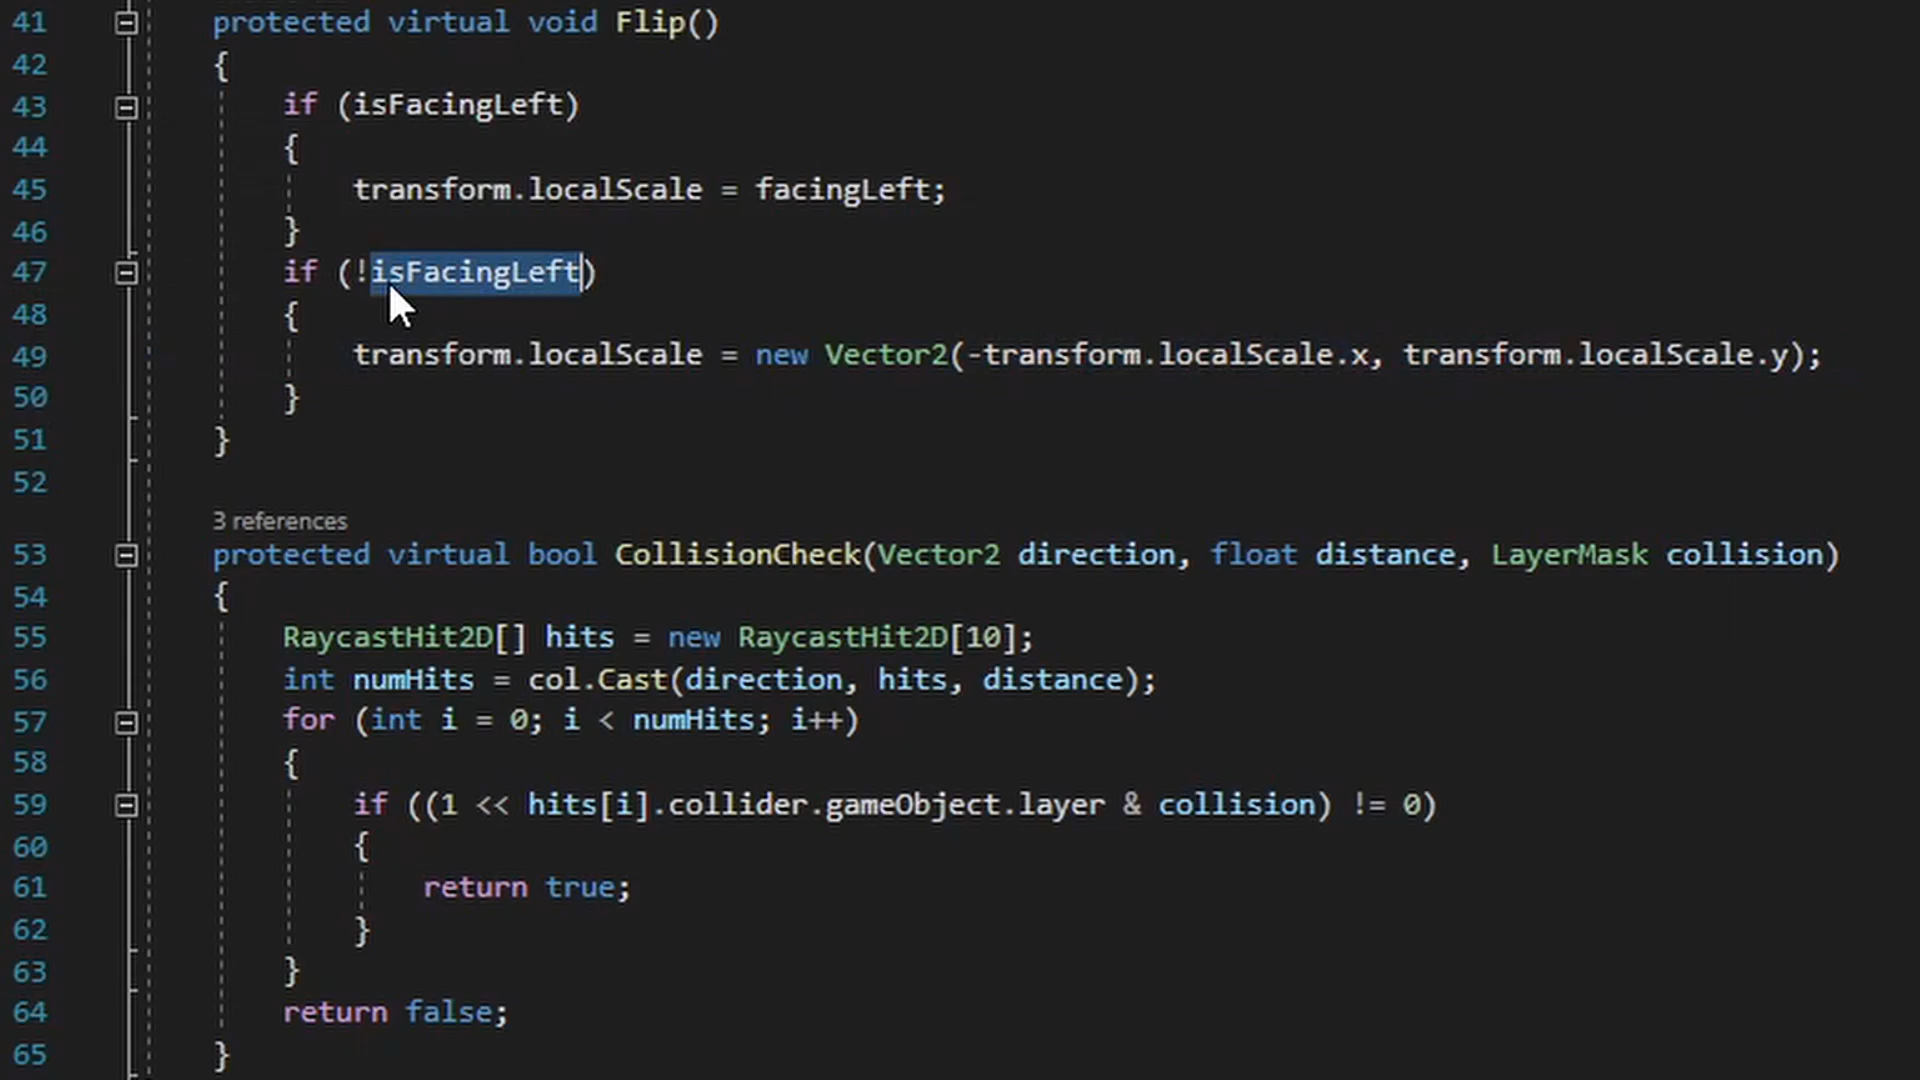 41 protected virtual void Flip()
42 {
43 if (isFacingLeft)
44 {
45 transform.localScale = facingLeft;
46 }
47 if (!isFacingLeft)
48 {
49 transform.localScale = new Vector2(-transform.localScale.x, transform.localScale.y);
50 }
51 }
52
3 references
53 protected virtual bool CollisionCheck(Vector2 direction, float distance, LayerMask collision)
54 {
55 RaycastHit2D[] hits = new RaycastHit2D[10];
56 int numHits = col.Cast(direction, hits, distance);
57 for (int i = 0; i < numHits; i++)
58 {
59 if ((1 << hits[i].collider.gameObject.layer & collision) != 0)
60 {
61 return true;
62 }
63 }
64 return false;
65 }